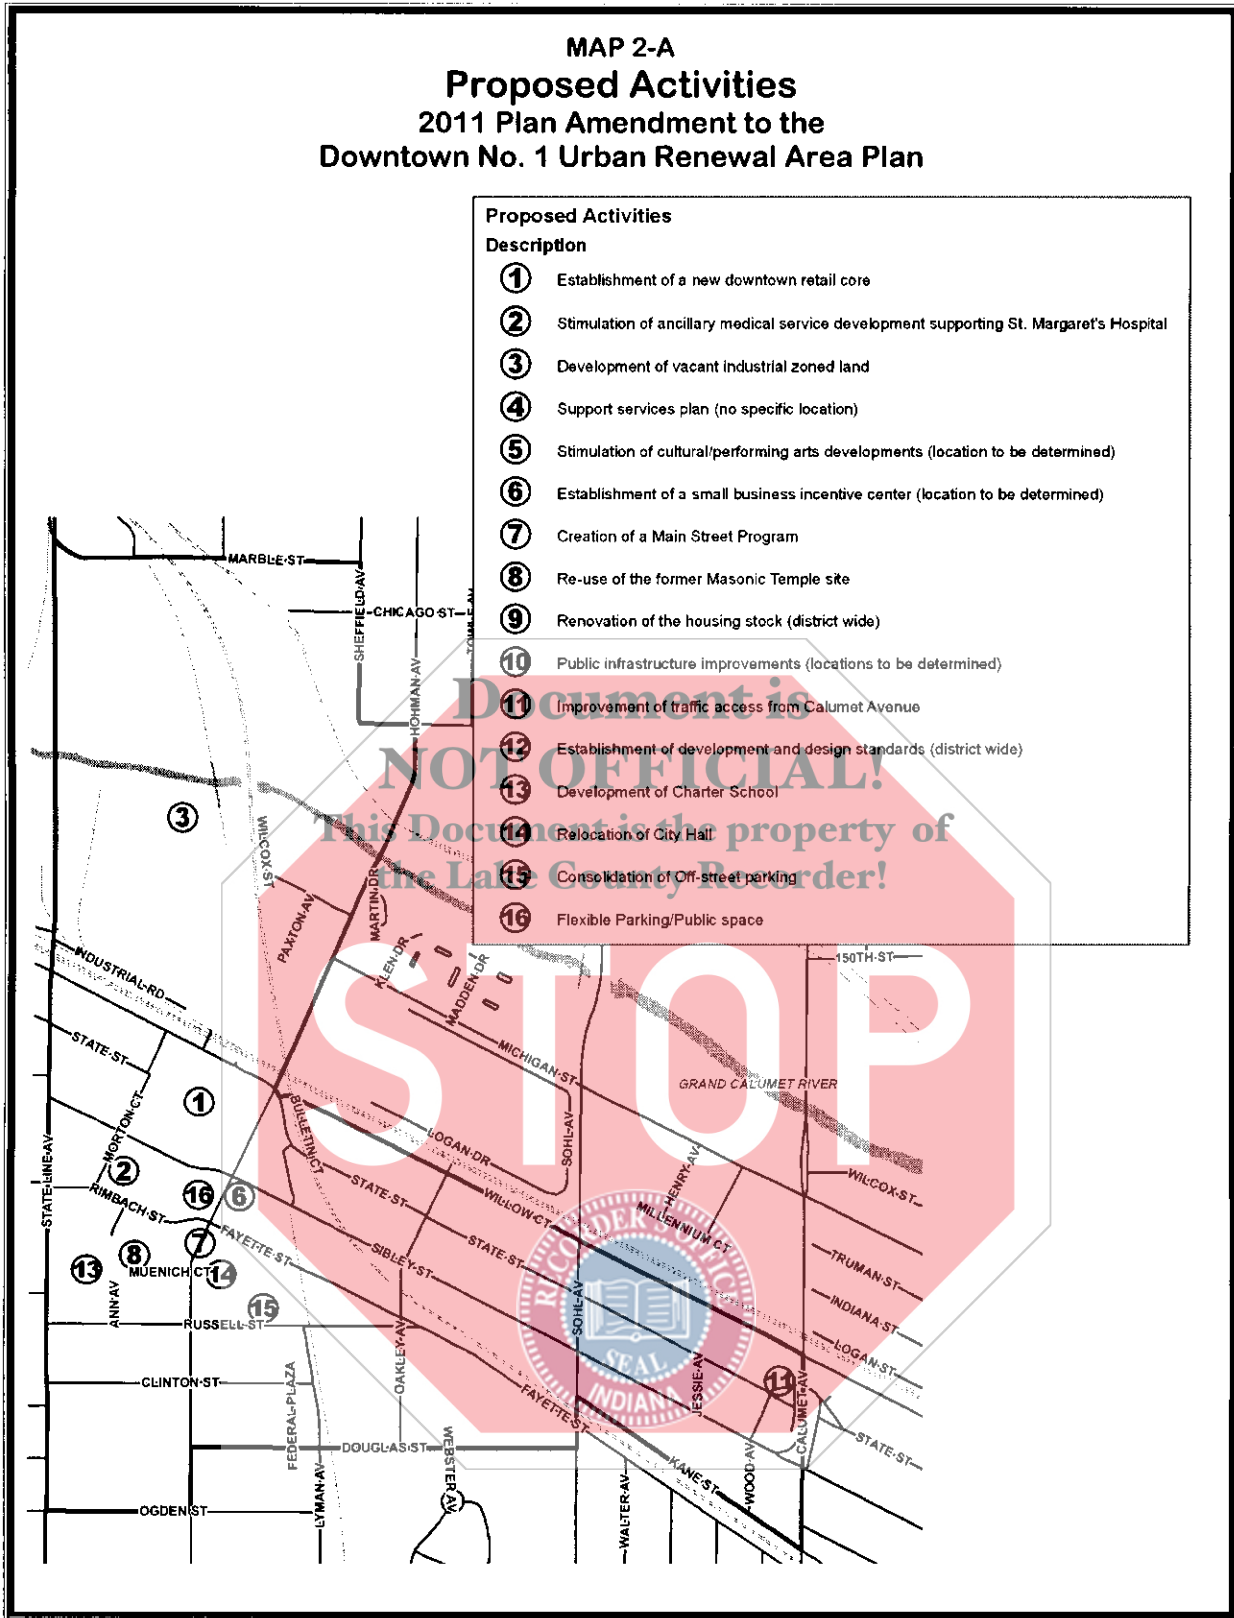 MAP 2-A
Proposed Activities
2011 Plan Amendment to the
Downtown No. 1 Urban Renewal Area Plan
Proposed Activities
Description
1 Establishment of a new downtown retail core
2 Stimulation of ancillary medical service development supporting St. Margaret's Hospital
3 Development of vacant industrial zoned land
4 Support services plan (no specific location)
5 Stimulation of cultural/performing arts developments (location to be determined)
6 Establishment of a small business incentive center (location to be determined)
7 Creation of a Main Street Program
8 Re-use of the former Masonic Temple site
9 Renovation of the housing stock (district wide)
10 Public infrastructure improvements (locations to be determined)
11 Improvement of traffic access from Calumet Avenue
12 Establishment of development and design standards (district wide)
13 Development of Charter School
14 Relocation of City Hall
15 Consolidation of Off-street parking
16 Flexible Parking/Public space
Document is
NOT OFFICIAL!
This Document is the property of
the Lake County Recorder!
STOP
MARBLE ST
CHICAGO ST
SHEFFIELD AV
HOHMAN AV
TOWLE AV
3
WILCOX ST
PAXTON AV
MARTIN DR
KLEN DR
MADDEN DR
150TH ST
INDUSTRIAL RD
STATE ST
MICHIGAN ST
GRAND CALUMET RIVER
1
MORTON CT
BULLETIN CT
LOGAN DR
SOHL AV
STATE LINE AV
2
RIMBACH ST
16
6
STATE ST
WILLOW CT
HENRY AV
MILLENNIUM CT
WILCOX ST
FAYETTE ST
7
8
13
MUENICH CT
14
SIBLEY ST
STATE ST
TRUMAN ST
ANN AV
15
RUSSELL ST
SOHL AV
INDIANA ST
LOGAN ST
RECORDER'S OFFICE
SEAL
INDIANA
CLINTON ST
FEDERAL PLAZA
OAKLEY AV
FAYETTE ST
JESSIE AV
11
CALUMET AV
STATE ST
DOUGLAS ST
WEBSTER AV
KANE ST
WOOD AV
OGDEN ST
LYMAN AV
WALTER AV